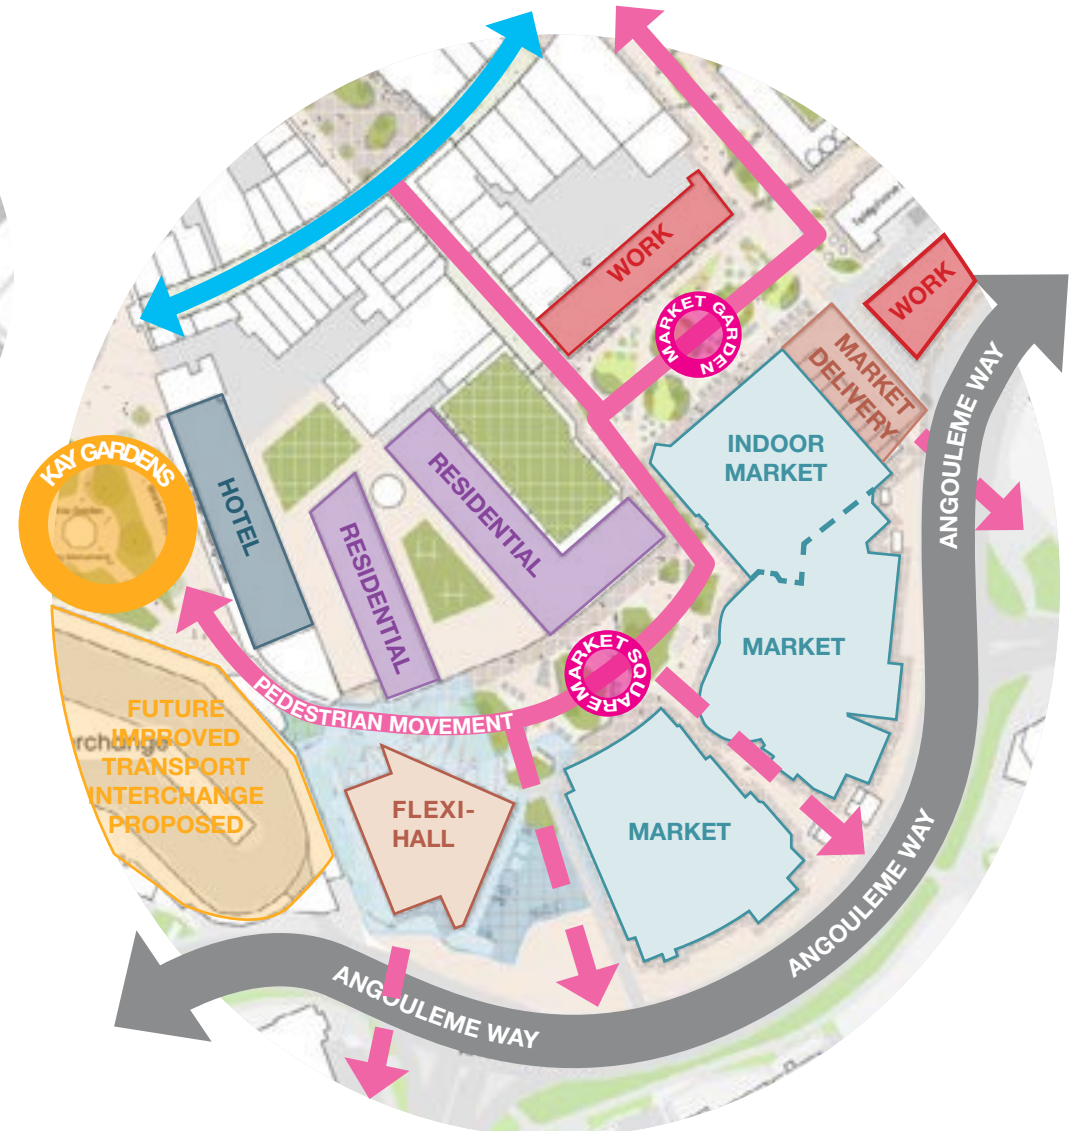 WORK
WORK
MARKET GARDEN
MARKET
DELIVERY
ANGOULEME WAY
INDOOR
MARKET
KAY GARDENS
HOTEL
RESIDENTIAL
RESIDENTIAL
MARKET
MARKET SQUARE
PEDESTRIAN MOVEMENT
FUTURE
IMPROVED
TRANSPORT
INTERCHANGE
PROPOSED
rchange
FLEXI-
HALL
MARKET
ANGOULEME WAY
ANGOULEME WAY